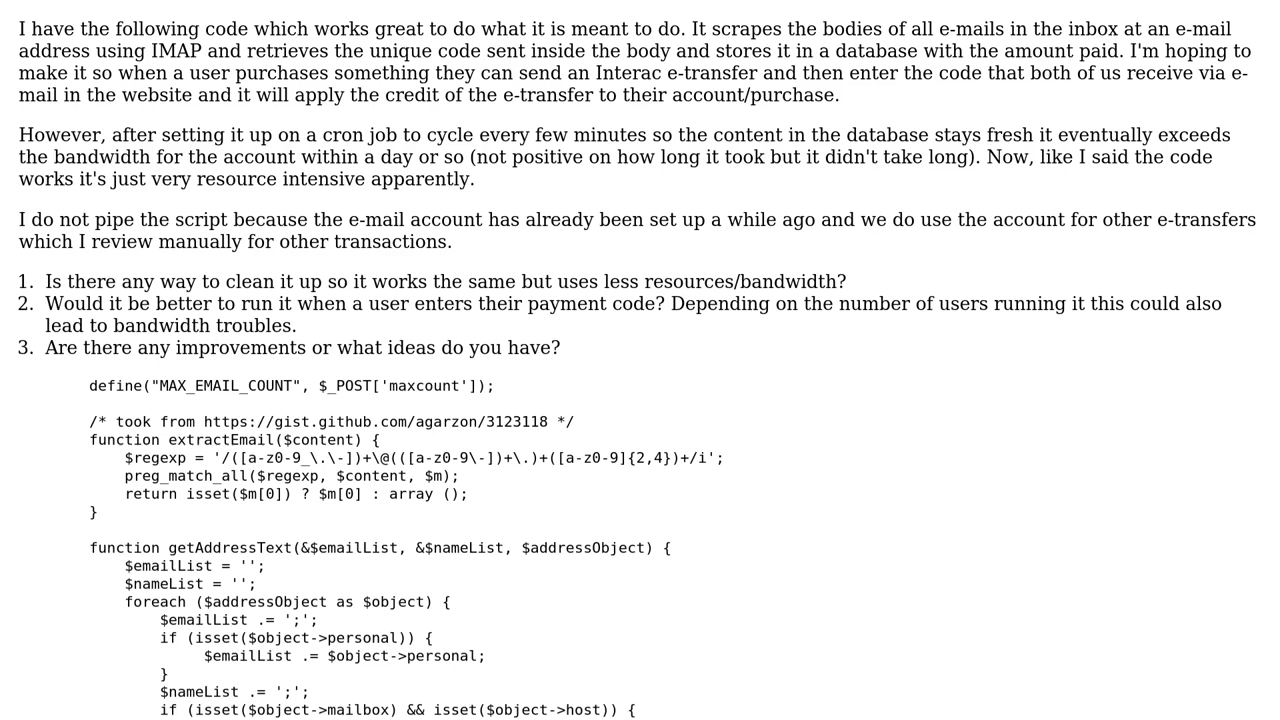 I have the following code which works great to do what it is meant to do. It scrapes the bodies of all e-mails in the inbox at an e-mail
address using IMAP and retrieves the unique code sent inside the body and stores it in a database with the amount paid. I'm hoping to
make it so when a user purchases something they can send an Interac e-transfer and then enter the code that both of us receive via e-
mail in the website and it will apply the credit of the e-transfer to their account/purchase.
However, after setting it up on a cron job to cycle every few minutes so the content in the database stays fresh it eventually exceeds
the bandwidth for the account within a day or so (not positive on how long it took but it didn't take long). Now, like I said the code
works it's just very resource intensive apparently.
I do not pipe the script because the e-mail account has already been set up a while ago and we do use the account for other e-transfers
which I review manually for other transactions.
1. Is there any way to clean it up so it works the same but uses less resources/bandwidth?
2. Would it be better to run it when a user enters their payment code? Depending on the number of users running it this could also
lead to bandwidth troubles.
3. Are there any improvements or what ideas do you have?
define("MAX_EMAIL_COUNT", $_POST['maxcount']);
/* took from https://gist.github.com/agarzon/3123118 */
function extractEmail($content) {
    $regexp = '/([a-z0-9_\.\-])+\@(([a-z0-9\-])+\.)+([a-z0-9]{2,4})+/i';
    preg_match_all($regexp, $content, $m);
    return isset($m[0]) ? $m[0] : array ();
}
function getAddressText(&$emailList, &$nameList, $addressObject) {
    $emailList = '';
    $nameList = '';
    foreach ($addressObject as $object) {
        $emailList .= ';';
        if (isset($object->personal)) {
             $emailList .= $object->personal;
        }
        $nameList .= ';';
        if (isset($object->mailbox) && isset($object->host)) {